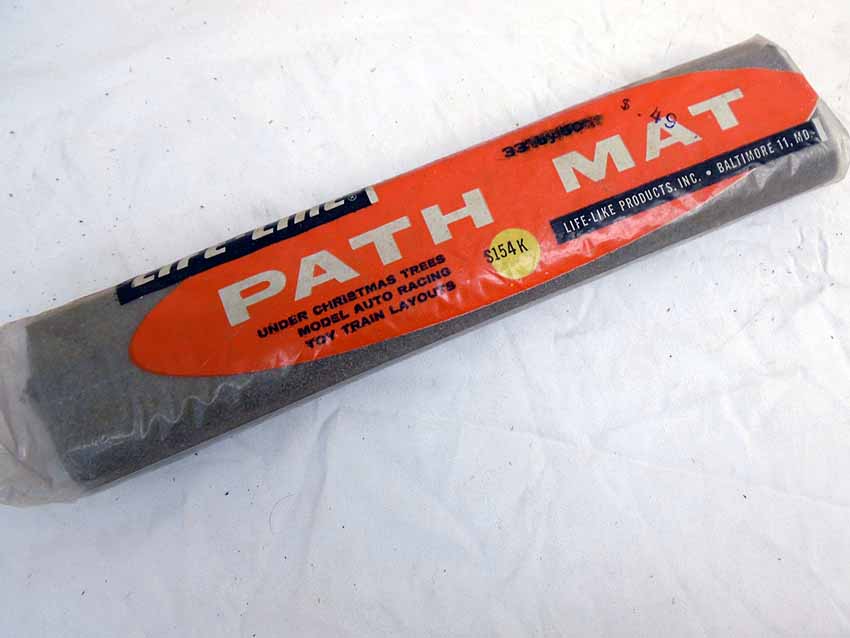 LIFE-LIKE®
PATH MAT
$ .49
UNDER CHRISTMAS TREES
MODEL AUTO RACING
TOY TRAIN LAYOUTS
$154K
LIFE-LIKE PRODUCTS, INC. • BALTIMORE 11, MD.